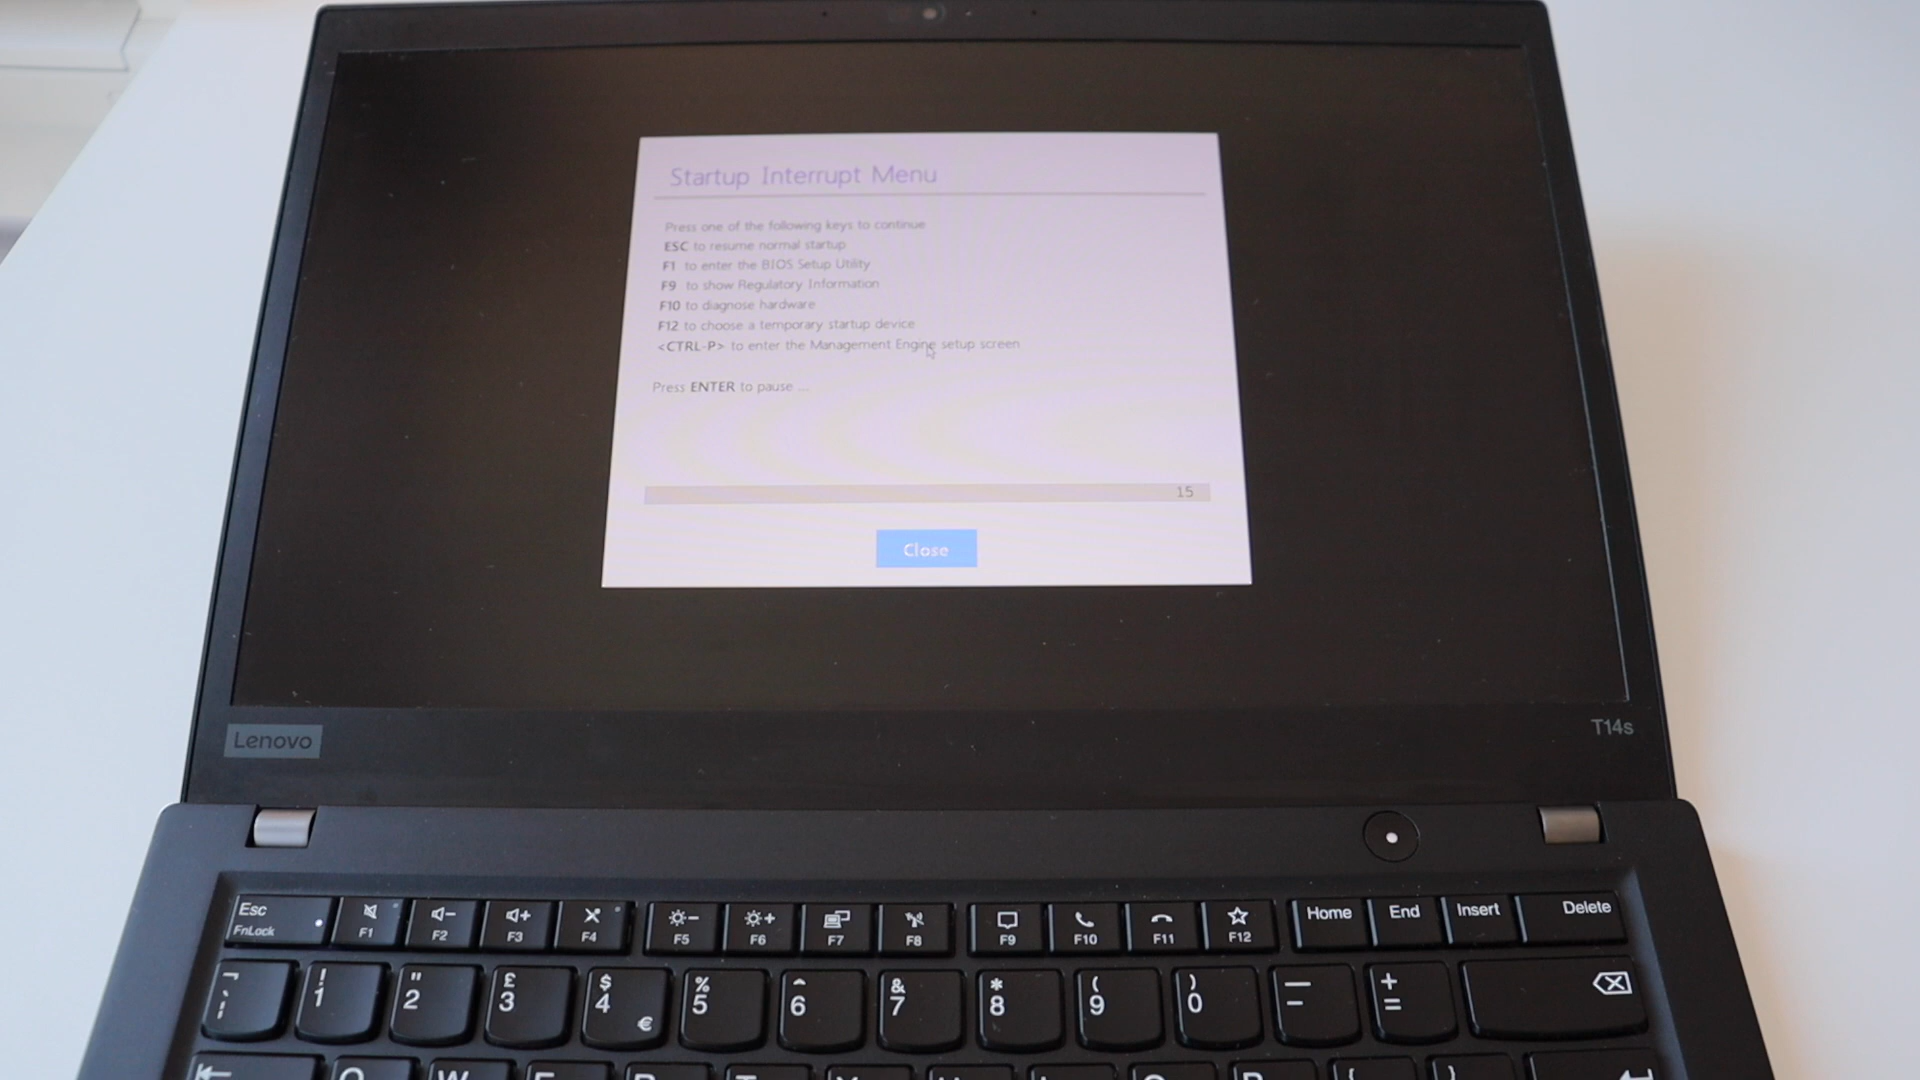 Startup Interrupt Menu
Press one of the following keys to continue
ESC to resume normal startup
F1 to enter the BIOS Setup Utility
F9 to show Regulatory Information
F10 to diagnose hardware
F12 to choose a temporary startup device
<CTRL-P> to enter the Management Engine setup screen
Press ENTER to pause ...
15
Close
Lenovo
T14s
Esc
FnLock
F1
F2
F3
F4
F5
F6
F7
F8
F9
F10
F11
F12
Home
End
Insert
Delete
¬ ¦ `
! 1
" 2
£ 3
$ 4 €
% 5
^ 6
& 7
* 8
( 9
) 0
_ -
+ =